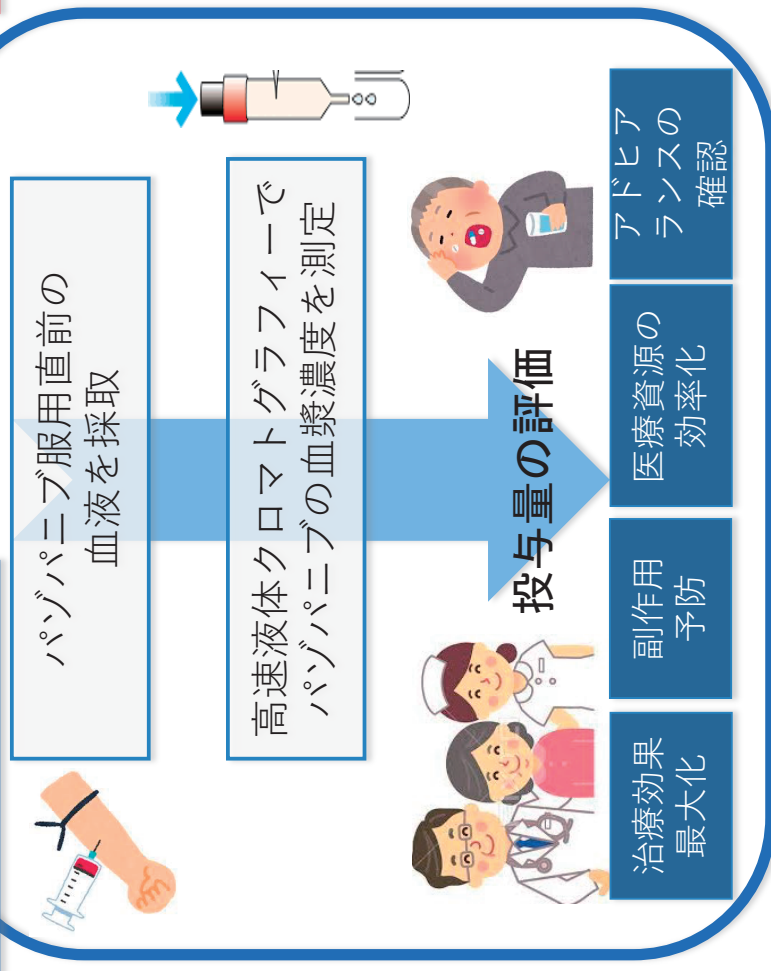 パゾパニブ服用直前の
血液を採取
高速液体クロマトグラフィーで
パゾパニブの血漿濃度を測定
投与量の評価
治療効果
最大化
副作用
予防
医療資源の
効率化
アドヒア
ランスの
確認